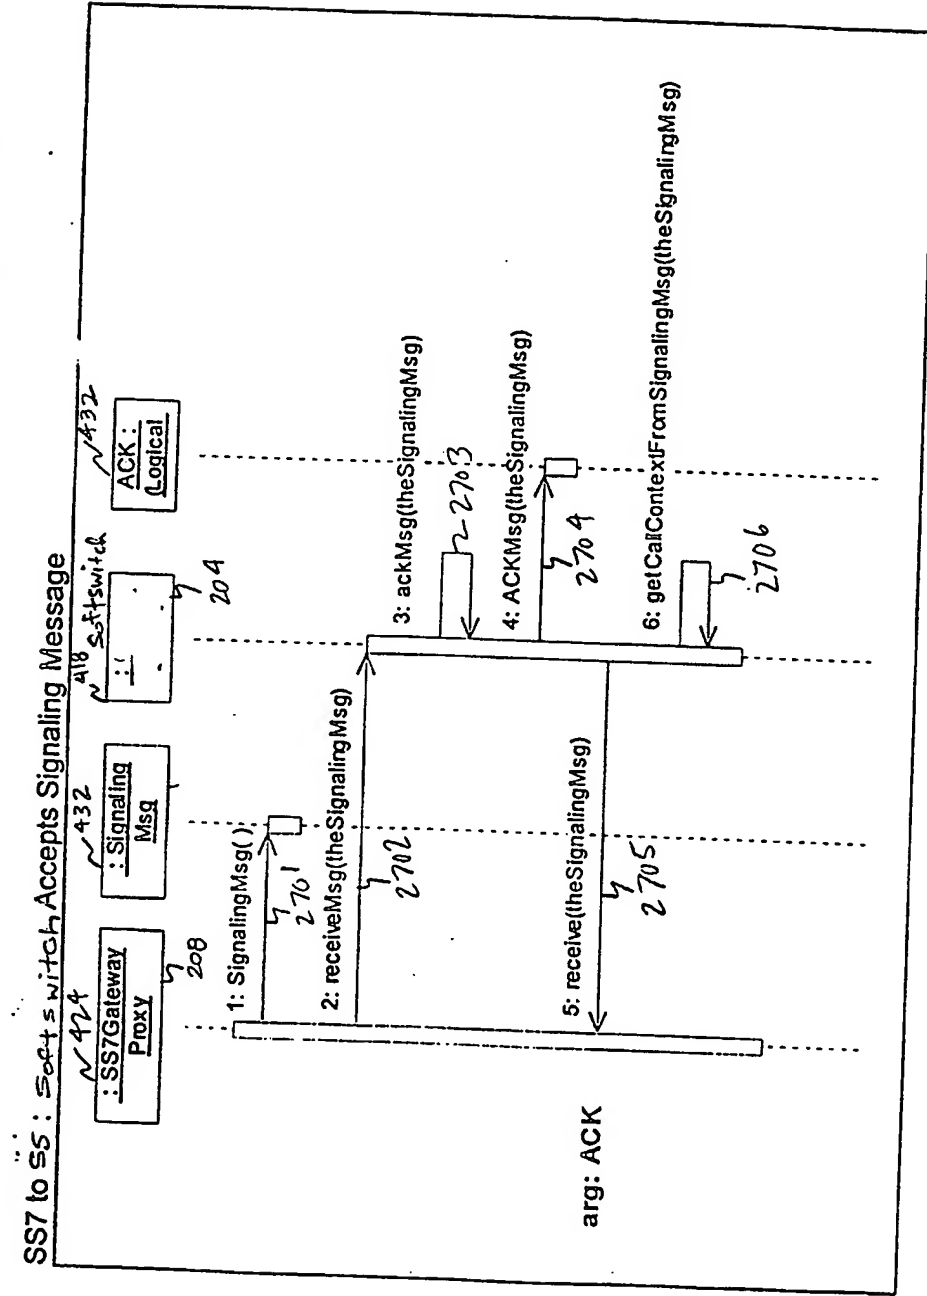 SS7 to SS: Softswitch Accepts Signaling Message
424
: SS7Gateway
Proxy
208
432
: Signaling
Msg
418 softswitch
204
432
ACK :
(Logical
1: SignalingMsg( )
2701
2: receiveMsg(theSignalingMsg)
2702
3: ackMsg(theSignalingMsg)
2703
4: ACKMsg(theSignalingMsg)
2704
5: receive(theSignalingMsg)
2705
arg: ACK
6: getCallContextFromSignalingMsg(theSignalingMsg)
2706